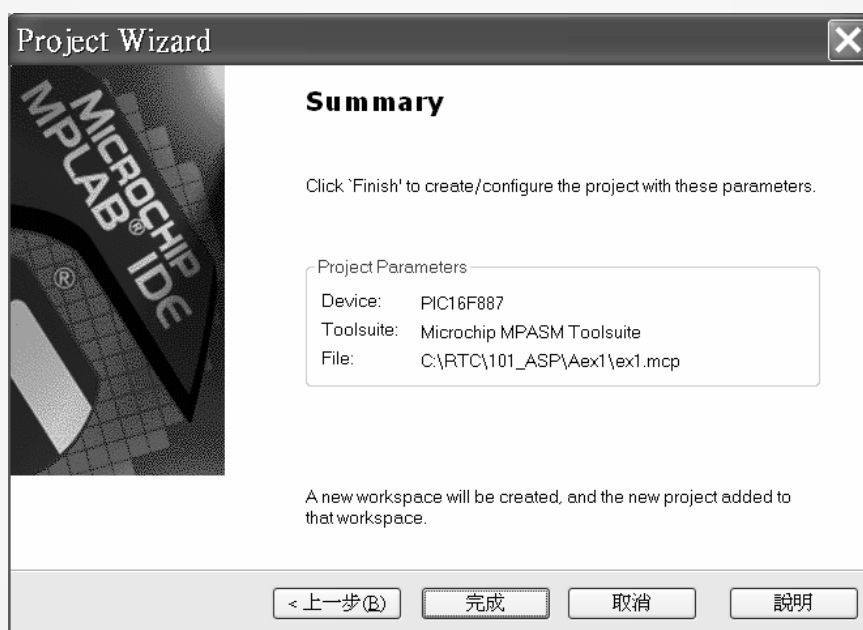 Project Wizard
MICROCHIP
MPLAB® IDE
®
Summary
Click `Finish' to create/configure the project with these parameters.
Project Parameters
Device: PIC16F887
Toolsuite: Microchip MPASM Toolsuite
File: C:\RTC\101_ASP\Aex1\ex1.mcp
A new workspace will be created, and the new project added to
that workspace.
< 上一步(B) 完成 取消 說明